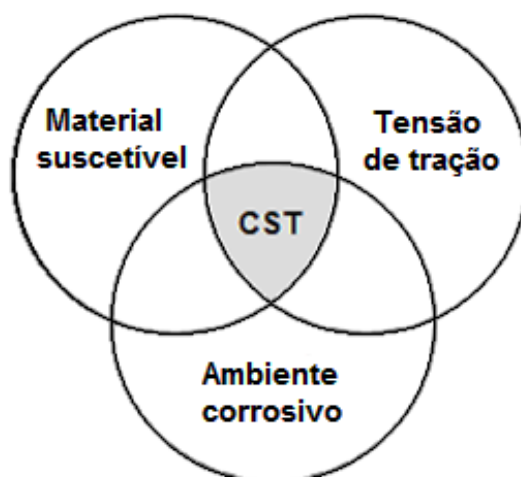 Material
suscetível
Tensão
de tração
CST
Ambiente
corrosivo